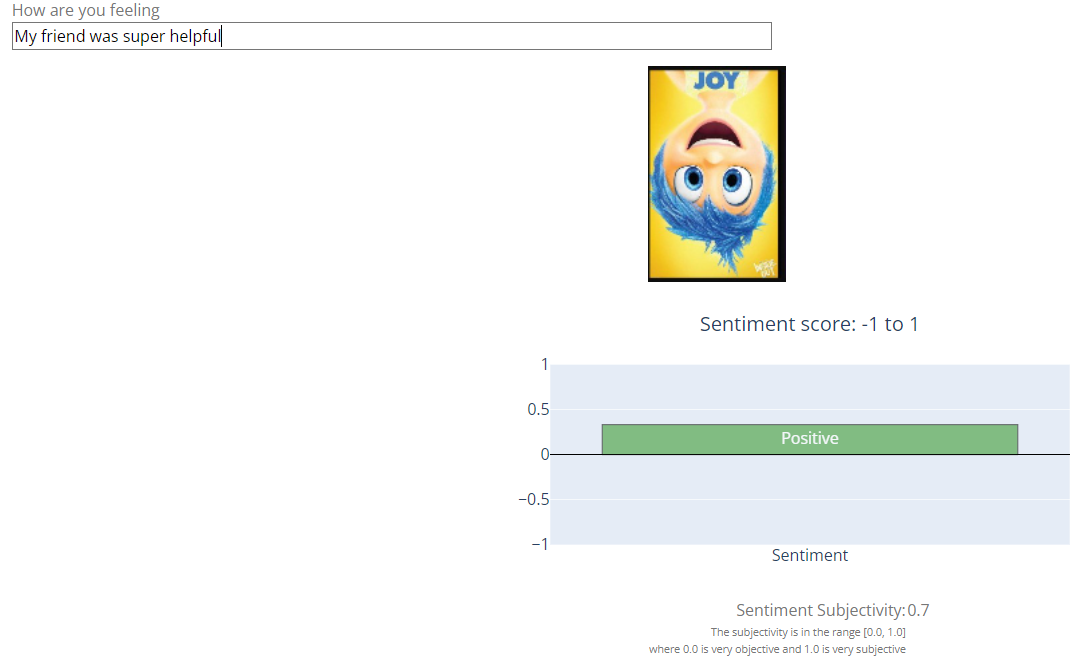 How are you feeling
My friend was super helpful
JOY
Sentiment score: -1 to 1
1
0.5
Positive
0
−0.5
−1
Sentiment
Sentiment Subjectivity: 0.7
The subjectivity is in the range [0.0, 1.0]
where 0.0 is very objective and 1.0 is very subjective